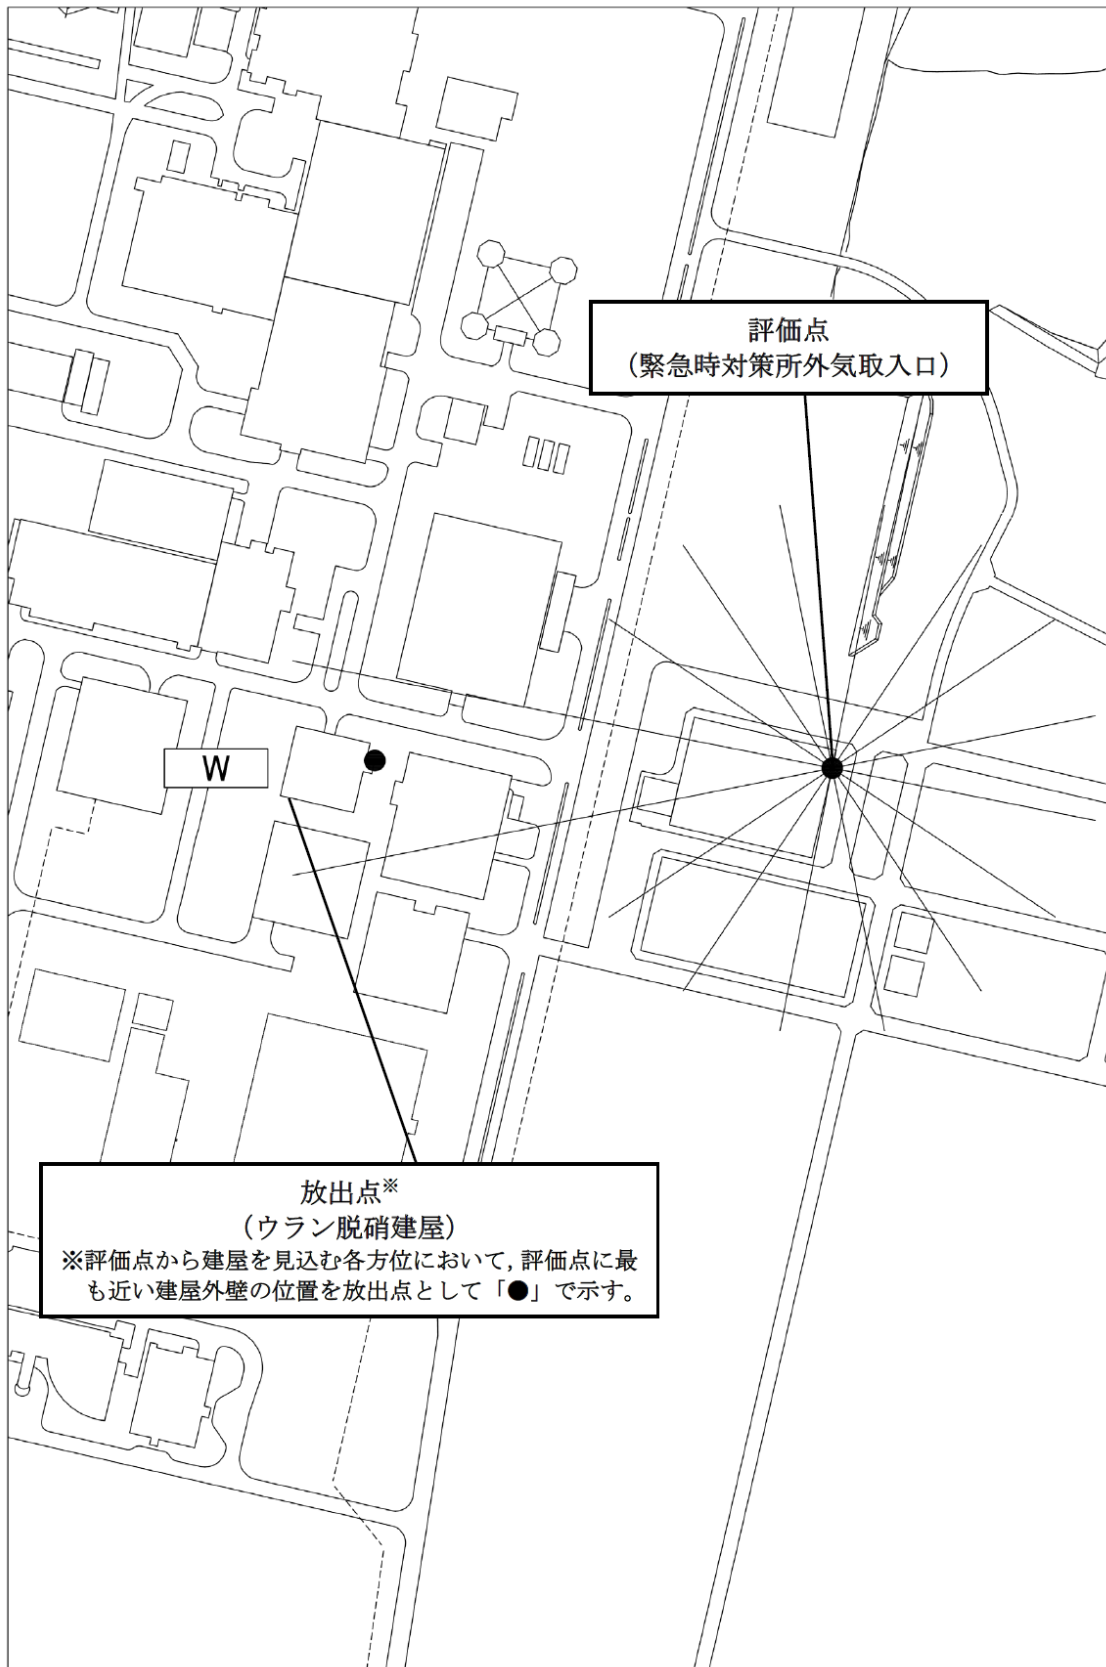 評価点
(緊急時対策所外気取入口)
W
放出点※
(ウラン脱硝建屋)
※評価点から建屋を見込む各方位において,評価点に最
も近い建屋外壁の位置を放出点として「●」で示す。